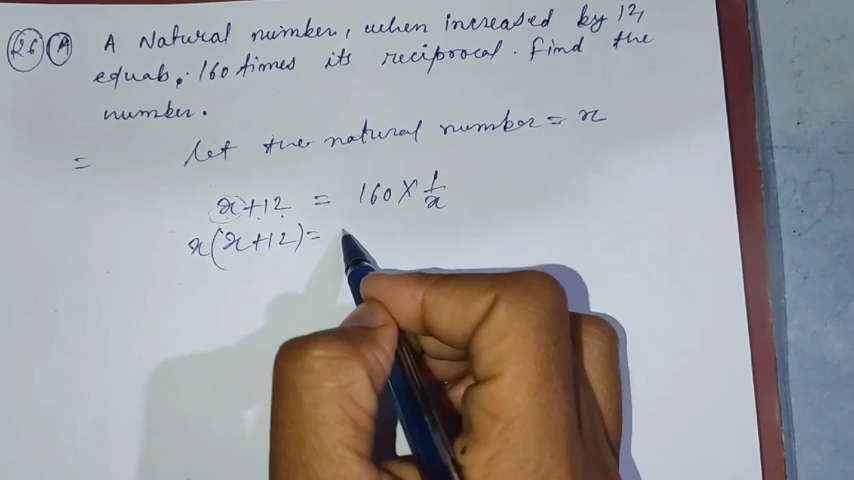 26 A A Natural number, when increased by 12,
equals. 160 times its reciprocal. find the
number.
= let the natural number = x
x+12 = 160 × 1/x
x(x+12) =